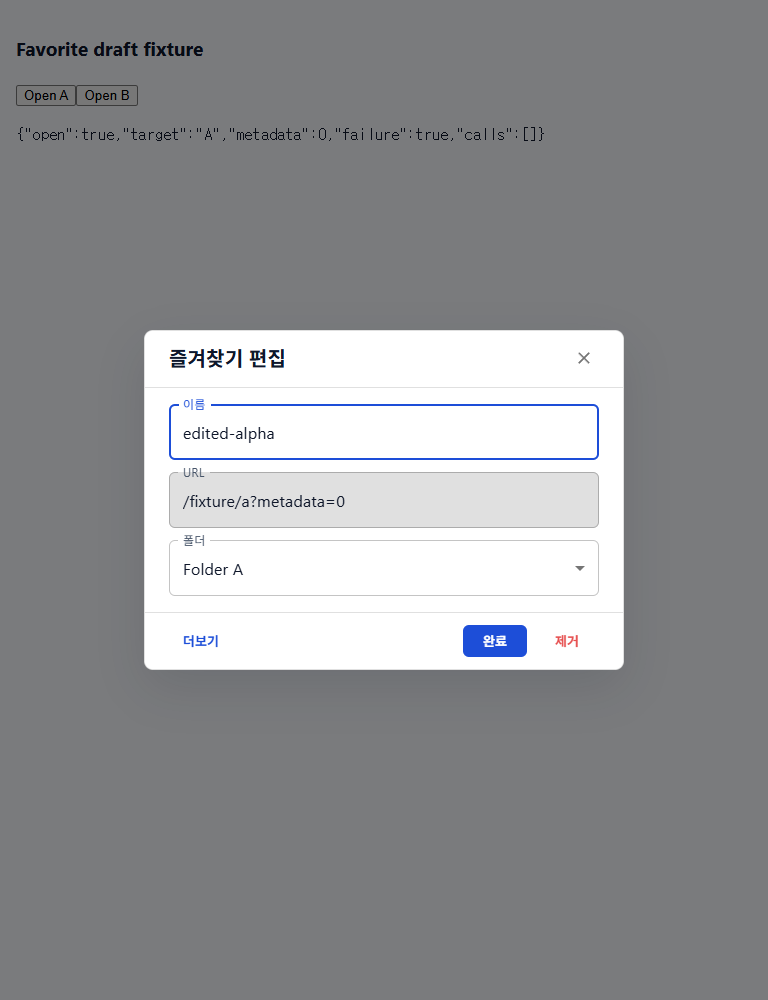 Favorite draft fixture
Open A Open B
{"open":true,"target":"A","metadata":0,"failure":true,"calls":[]}
즐겨찾기 편집
이름
edited-alpha
URL
/fixture/a?metadata=0
폴더
Folder A
더보기 완료 제거